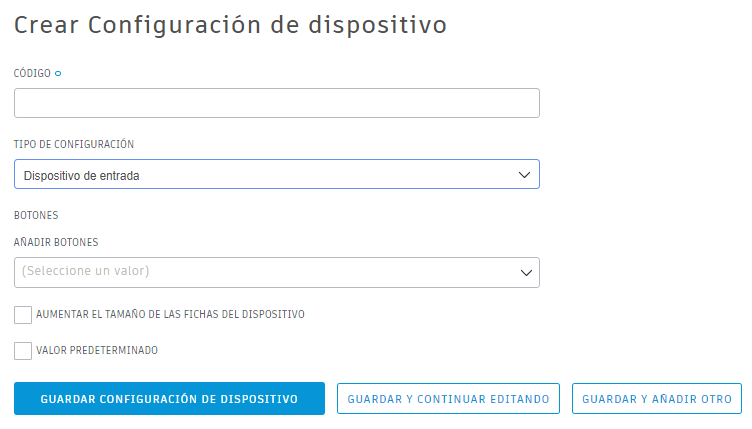 Crear Configuración de dispositivo
CÓDIGO
TIPO DE CONFIGURACIÓN
Dispositivo de entrada
BOTONES
AÑADIR BOTONES
(Seleccione un valor)
AUMENTAR EL TAMAÑO DE LAS FICHAS DEL DISPOSITIVO
VALOR PREDETERMINADO
GUARDAR CONFIGURACIÓN DE DISPOSITIVO GUARDAR Y CONTINUAR EDITANDO GUARDAR Y AÑADIR OTRO